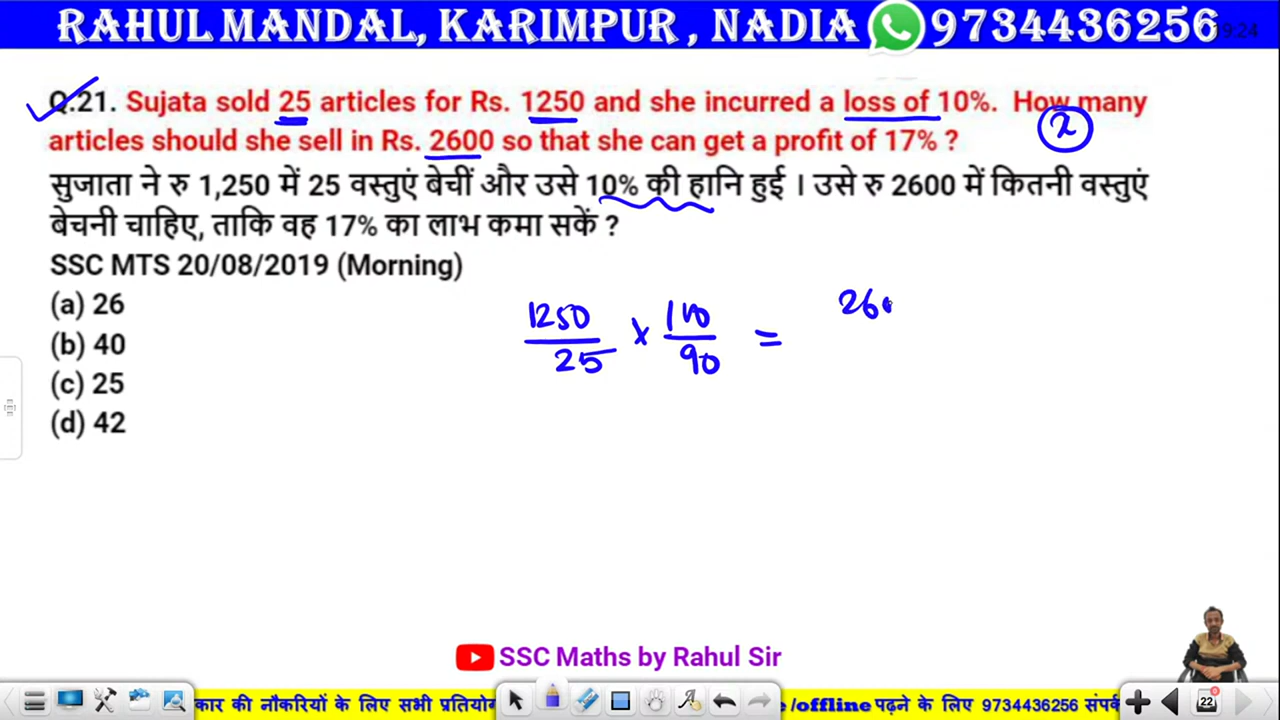 RAHUL MANDAL, KARIMPUR , NADIA 9734436256
Q.21. Sujata sold 25 articles for Rs. 1250 and she incurred a loss of 10%. How many
articles should she sell in Rs. 2600 so that she can get a profit of 17% ?
सुजाता ने रु 1,250 में 25 वस्तुएं बेचीं और उसे 10% की हानि हुई । उसे रु 2600 में कितनी वस्तुएं
बेचनी चाहिए, ताकि वह 17% का लाभ कमा सकें ?
SSC MTS 20/08/2019 (Morning)
(a) 26
(b) 40
(c) 25
(d) 42
1250/25 × 110/90 = 260
SSC Maths by Rahul Sir
कार की नौकरियों के लिए सभी प्रतियोग /offline पढ़ने के लिए 9734436256 संपर्क
22